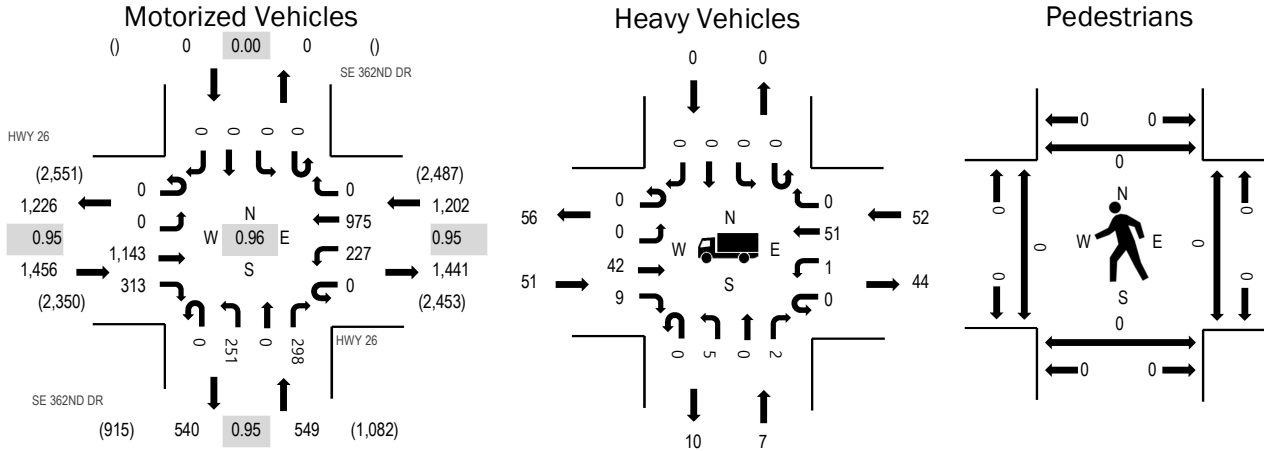 Motorized Vehicles
Heavy Vehicles
Pedestrians
() 0 0.00 0 ()
SE 362ND DR
HWY 26
0 0 0 0
(2,551) 0 0 (2,487)
1,226 0 N 975 1,202
0.95 W 0.96 E 0.95
1,143 227
1,456 S 1,441
313 0
(2,350) (2,453)
0 251 0 298
HWY 26
SE 362ND DR
(915) 540 0.95 549 (1,082)
0 0
0 0 0 0
0 0
56 0 N 51 52
W E
42 1
51 S 44
9 0
0 5 0 2
10 7
0 0
0
0 N 0
W E
0 0
0 S 0
0
0 0